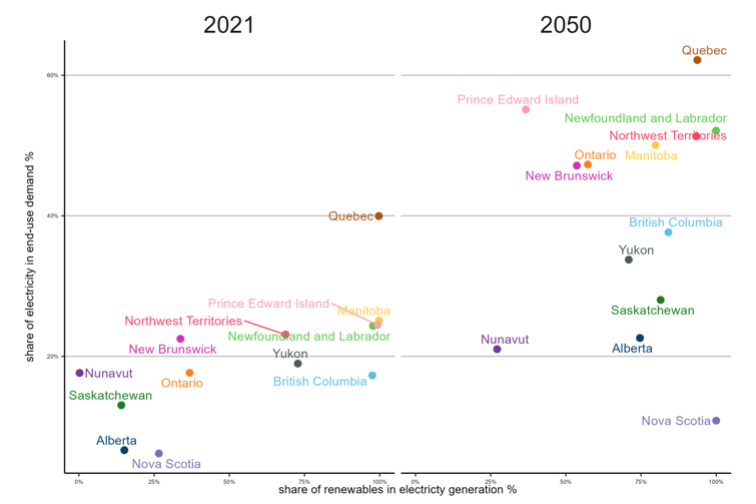 2021
2050
share of electricity in end-use demand %
60%
40%
20%
Quebec
Prince Edward Island
Manitoba
Northwest Territories
Newfoundland and Labrador
New Brunswick
Yukon
Nunavut
Ontario
British Columbia
Saskatchewan
Alberta
Nova Scotia
Quebec
Prince Edward Island
Newfoundland and Labrador
Northwest Territories
Ontario
Manitoba
New Brunswick
British Columbia
Yukon
Saskatchewan
Nunavut
Alberta
Nova Scotia
0% 25% 50% 75% 100%
0% 25% 50% 75% 100%
share of renewables in electricty generation %